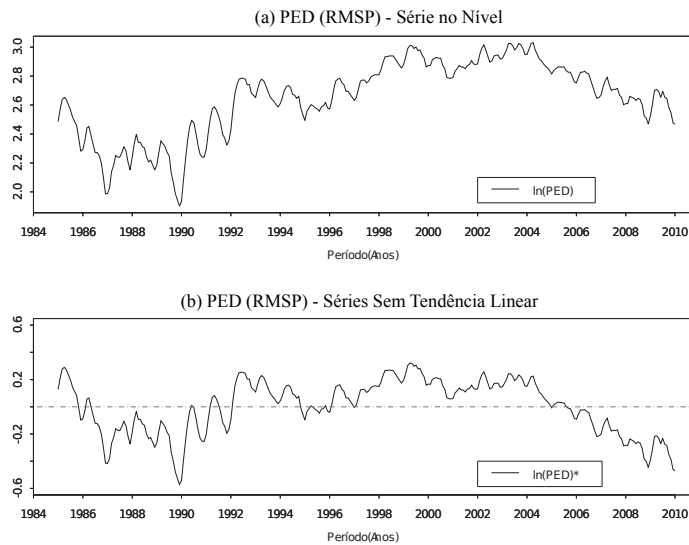 (a) PED (RMSP) - Série no Nível
3.0
2.8
2.6
2.4
2.2
2.0
ln(PED)
1984 1986 1988 1990 1992 1994 1996 1998 2000 2002 2004 2006 2008 2010
Período(Anos)
(b) PED (RMSP) - Séries Sem Tendência Linear
0.6
0.2
-0.2
-0.6
ln(PED)*
1984 1986 1988 1990 1992 1994 1996 1998 2000 2002 2004 2006 2008 2010
Período(Anos)